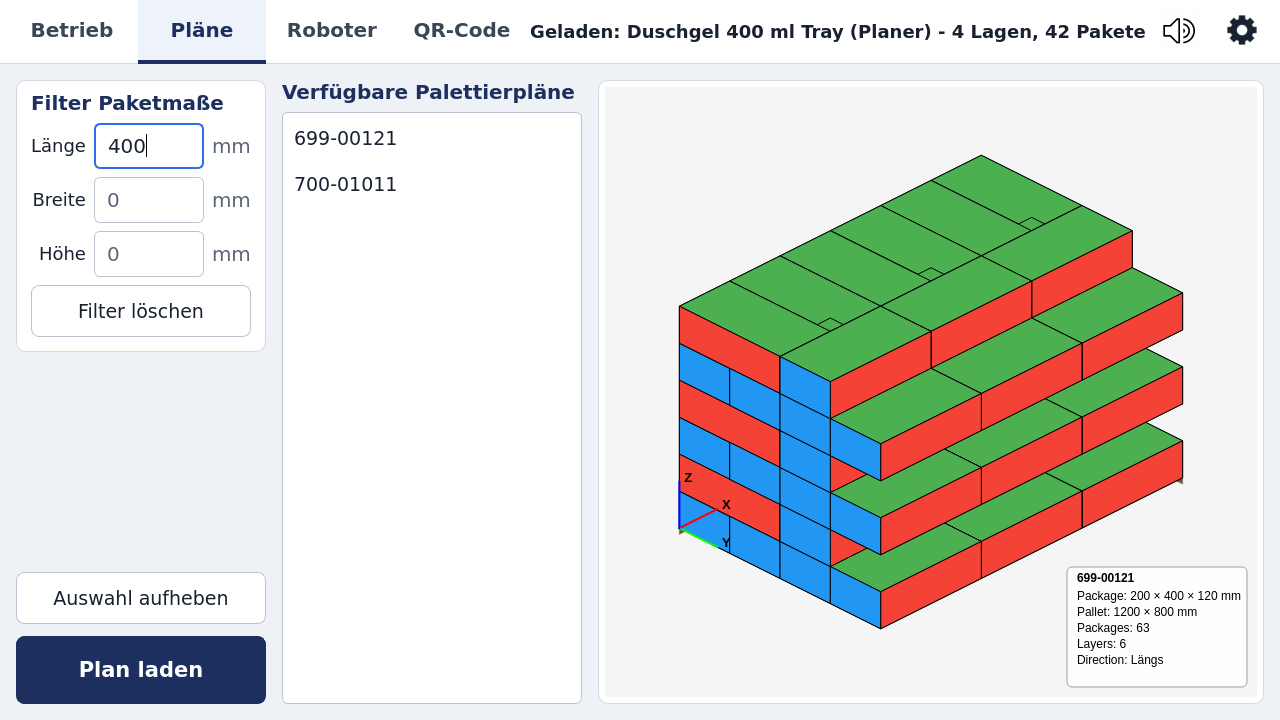 Betrieb Pläne Roboter QR-Code Geladen: Duschgel 400 ml Tray (Planer) - 4 Lagen, 42 Pakete
Filter Paketmaße
Länge 400 mm
Breite 0 mm
Höhe 0 mm
Filter löschen
Auswahl aufheben
Plan laden
Verfügbare Palettierpläne
699-00121
700-01011
Z
X
Y
699-00121
Package: 200 × 400 × 120 mm
Pallet: 1200 × 800 mm
Packages: 63
Layers: 6
Direction: Längs